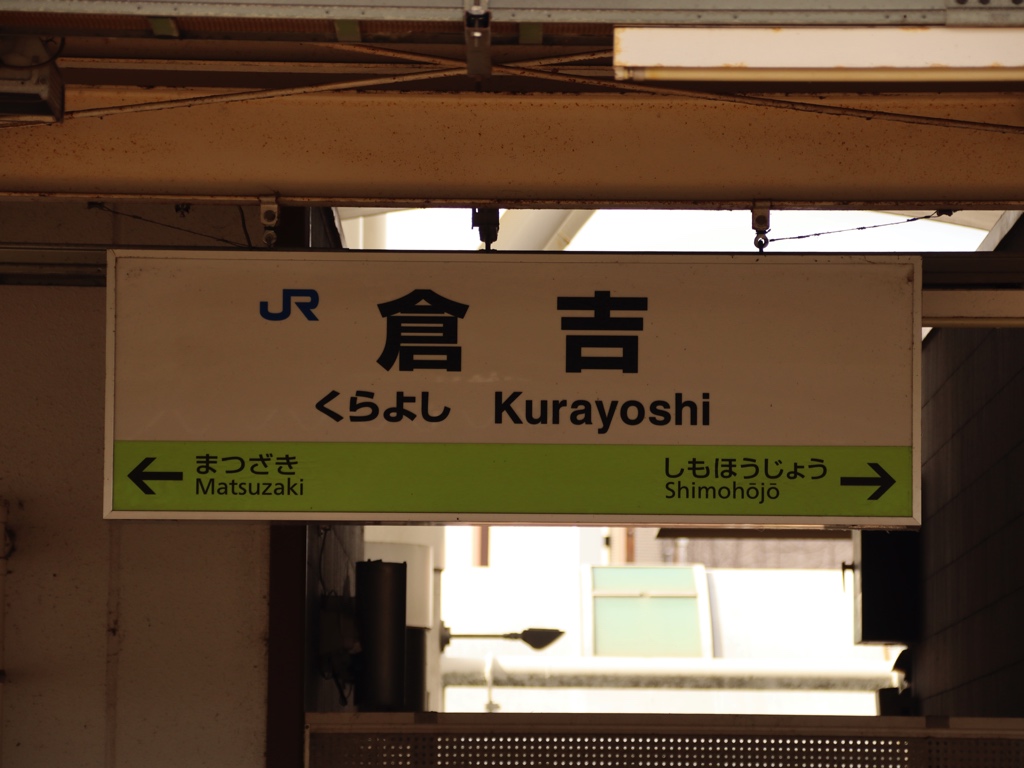 JR 倉吉
くらよし Kurayoshi
← まつざき
Matsuzaki
しもほうじょう →
Shimohōjō